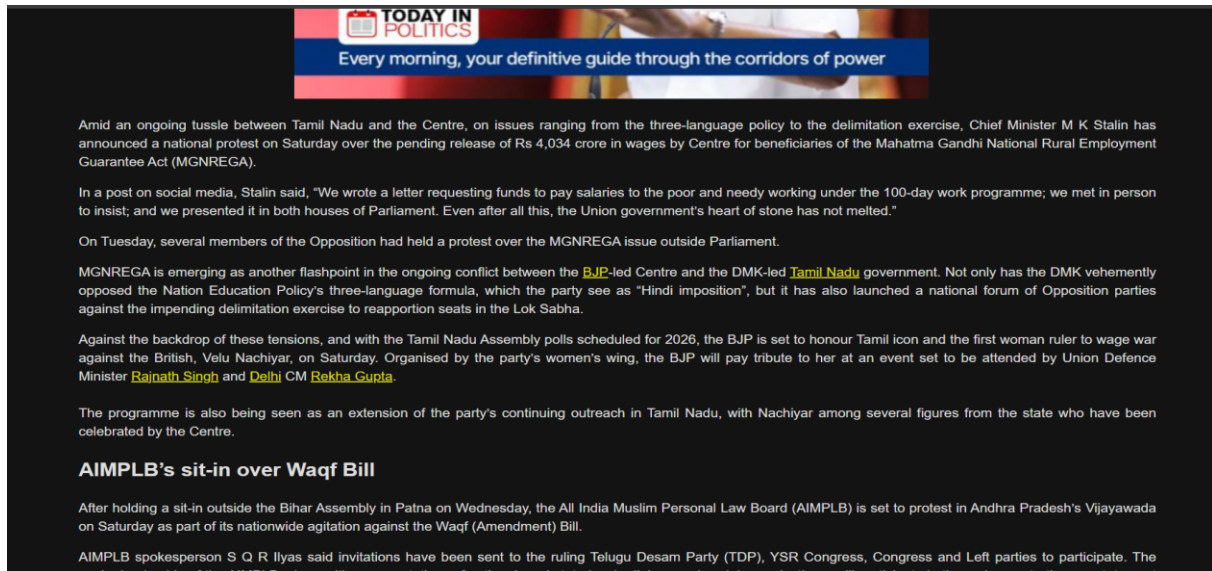 TODAY IN
POLITICS
Every morning, your definitive guide through the corridors of power
Amid an ongoing tussle between Tamil Nadu and the Centre, on issues ranging from the three-language policy to the delimitation exercise, Chief Minister M K Stalin has
announced a national protest on Saturday over the pending release of Rs 4,034 crore in wages by Centre for beneficiaries of the Mahatma Gandhi National Rural Employment
Guarantee Act (MGNREGA).
In a post on social media, Stalin said, “We wrote a letter requesting funds to pay salaries to the poor and needy working under the 100-day work programme; we met in person
to insist; and we presented it in both houses of Parliament. Even after all this, the Union government’s heart of stone has not melted.”
On Tuesday, several members of the Opposition had held a protest over the MGNREGA issue outside Parliament.
MGNREGA is emerging as another flashpoint in the ongoing conflict between the BJP-led Centre and the DMK-led Tamil Nadu government. Not only has the DMK vehemently
opposed the Nation Education Policy’s three-language formula, which the party see as “Hindi imposition”, but it has also launched a national forum of Opposition parties
against the impending delimitation exercise to reapportion seats in the Lok Sabha.
Against the backdrop of these tensions, and with the Tamil Nadu Assembly polls scheduled for 2026, the BJP is set to honour Tamil icon and the first woman ruler to wage war
against the British, Velu Nachiyar, on Saturday. Organised by the party’s women’s wing, the BJP will pay tribute to her at an event set to be attended by Union Defence
Minister Rajnath Singh and Delhi CM Rekha Gupta.
The programme is also being seen as an extension of the party’s continuing outreach in Tamil Nadu, with Nachiyar among several figures from the state who have been
celebrated by the Centre.
AIMPLB’s sit-in over Waqf Bill
After holding a sit-in outside the Bihar Assembly in Patna on Wednesday, the All India Muslim Personal Law Board (AIMPLB) is set to protest in Andhra Pradesh’s Vijayawada
on Saturday as part of its nationwide agitation against the Waqf (Amendment) Bill.
AIMPLB spokesperson S Q R Ilyas said invitations have been sent to the ruling Telugu Desam Party (TDP), YSR Congress, Congress and Left parties to participate. The